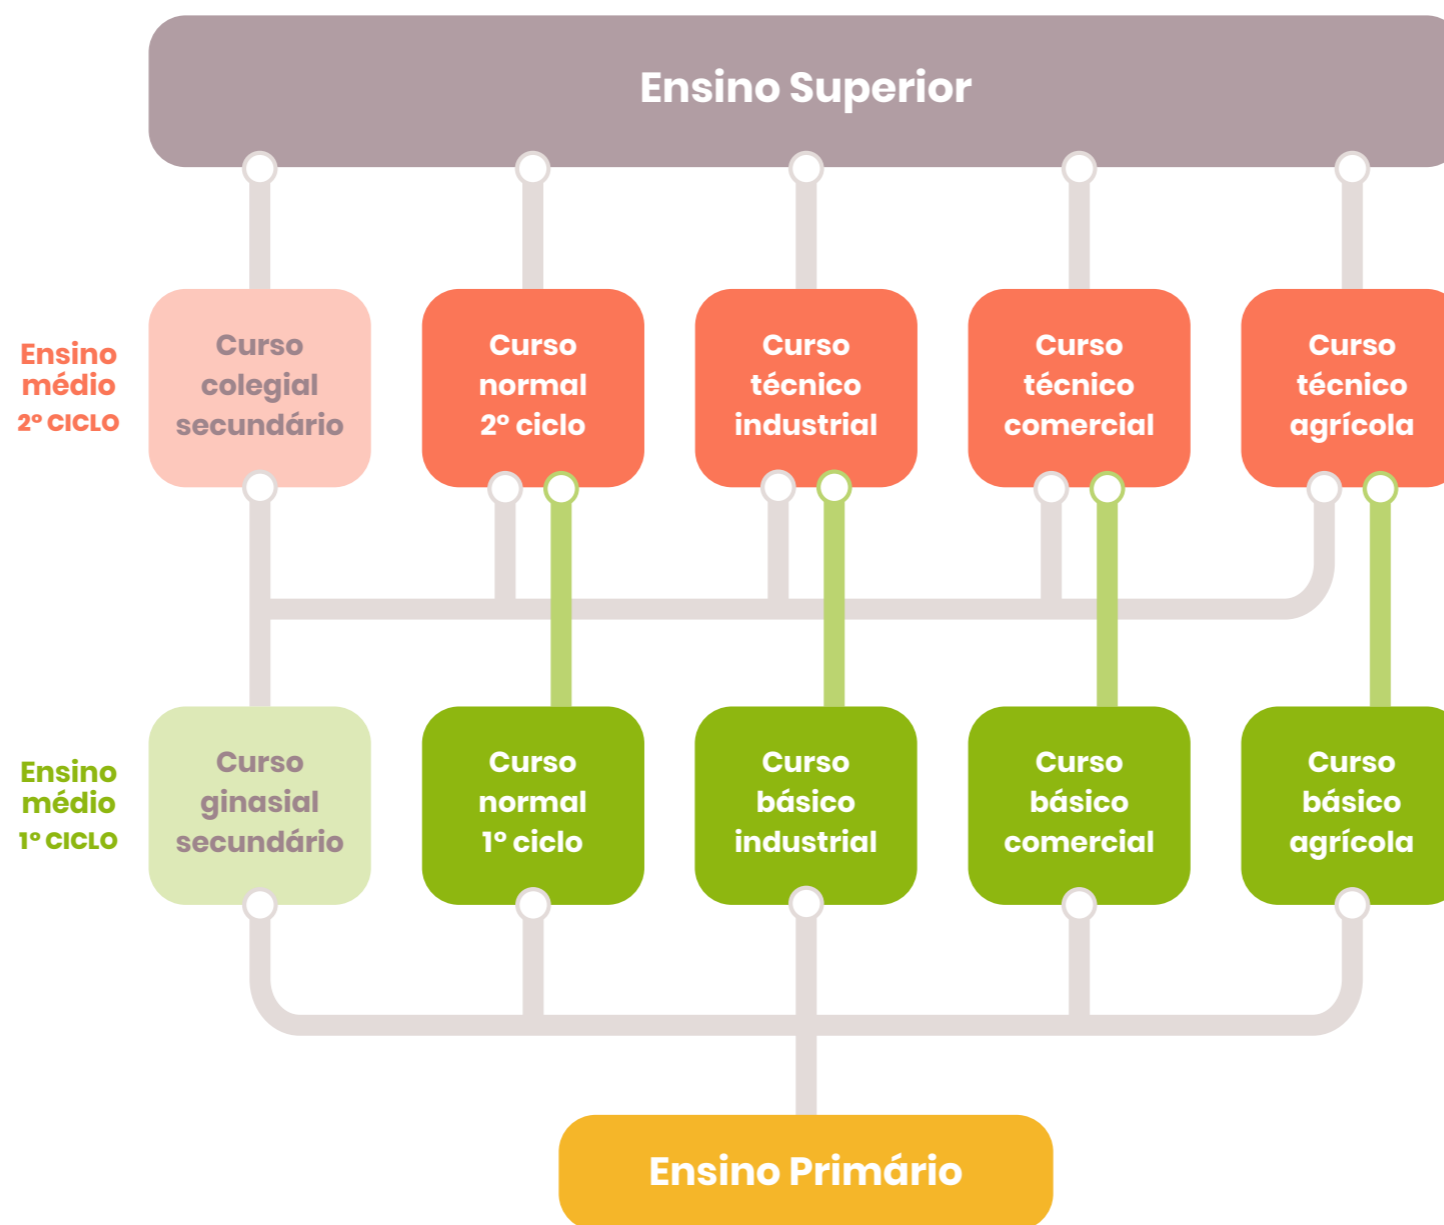 Ensino Superior
Ensino
médio
2º CICLO
Curso
colegial
secundário
Curso
normal
2º ciclo
Curso
técnico
industrial
Curso
técnico
comercial
Curso
técnico
agrícola
Ensino
médio
1º CICLO
Curso
ginasial
secundário
Curso
normal
1º ciclo
Curso
básico
industrial
Curso
básico
comercial
Curso
básico
agrícola
Ensino Primário